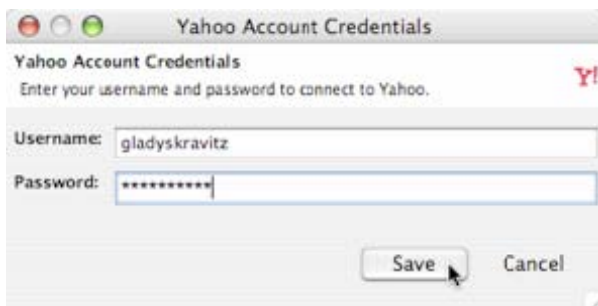 Yahoo Account Credentials
Yahoo Account Credentials
Enter your username and password to connect to Yahoo.
Y!
Username: gladyskravitz
Password: **********
Save Cancel